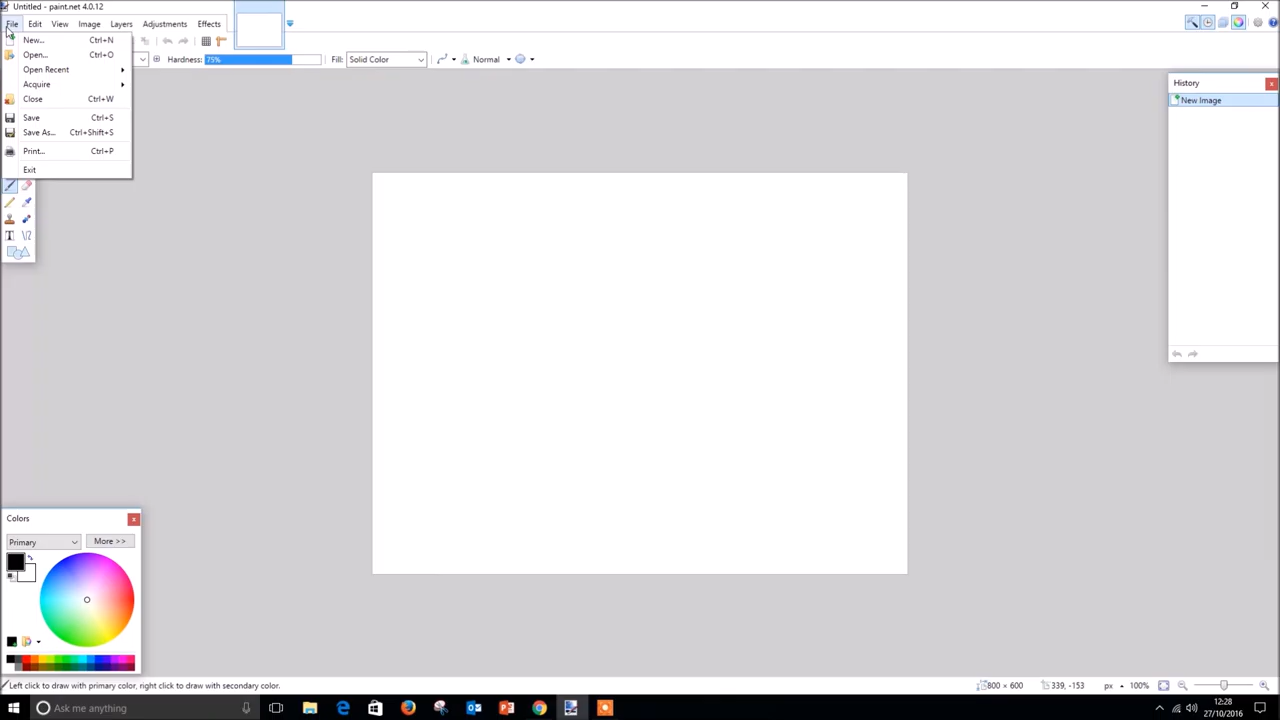 Untitled - paint.net 4.0.12
File Edit View Image Layers Adjustments Effects
New... Ctrl+N
Open... Ctrl+O
Open Recent
Acquire
Close Ctrl+W
Save Ctrl+S
Save As... Ctrl+Shift+S
Print... Ctrl+P
Exit
Hardness: 75% Fill: Solid Color Normal
History
New Image
Colors
Primary More >>
Left click to draw with primary color, right click to draw with secondary color. 800 × 600 339, -153 px 100%
Ask me anything
12:28
27/10/2016